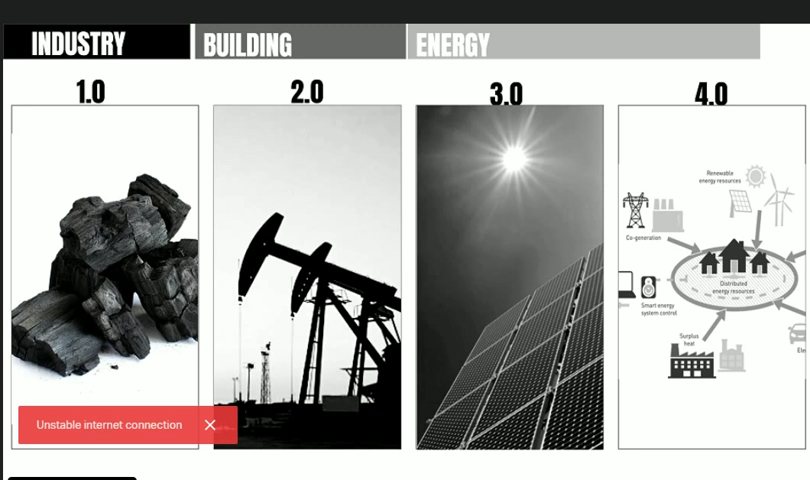 INDUSTRY
BUILDING
ENERGY
1.0
2.0
3.0
4.0
Renewable
energy resources
Co-generation
Distributed
energy resources
Smart energy
system control
Surplus
heat
Unstable internet connection